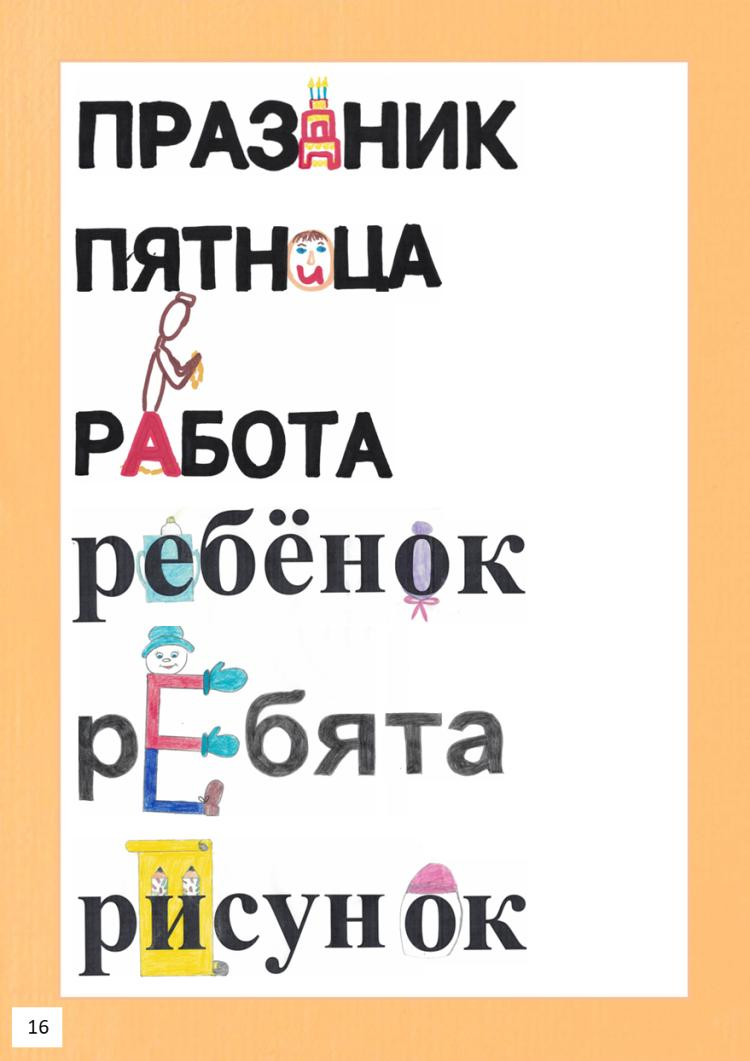 ПРАЗДНИК
ПЯТНИЦА
РАБОТА
ребёнок
рЕбята
рисунок
16